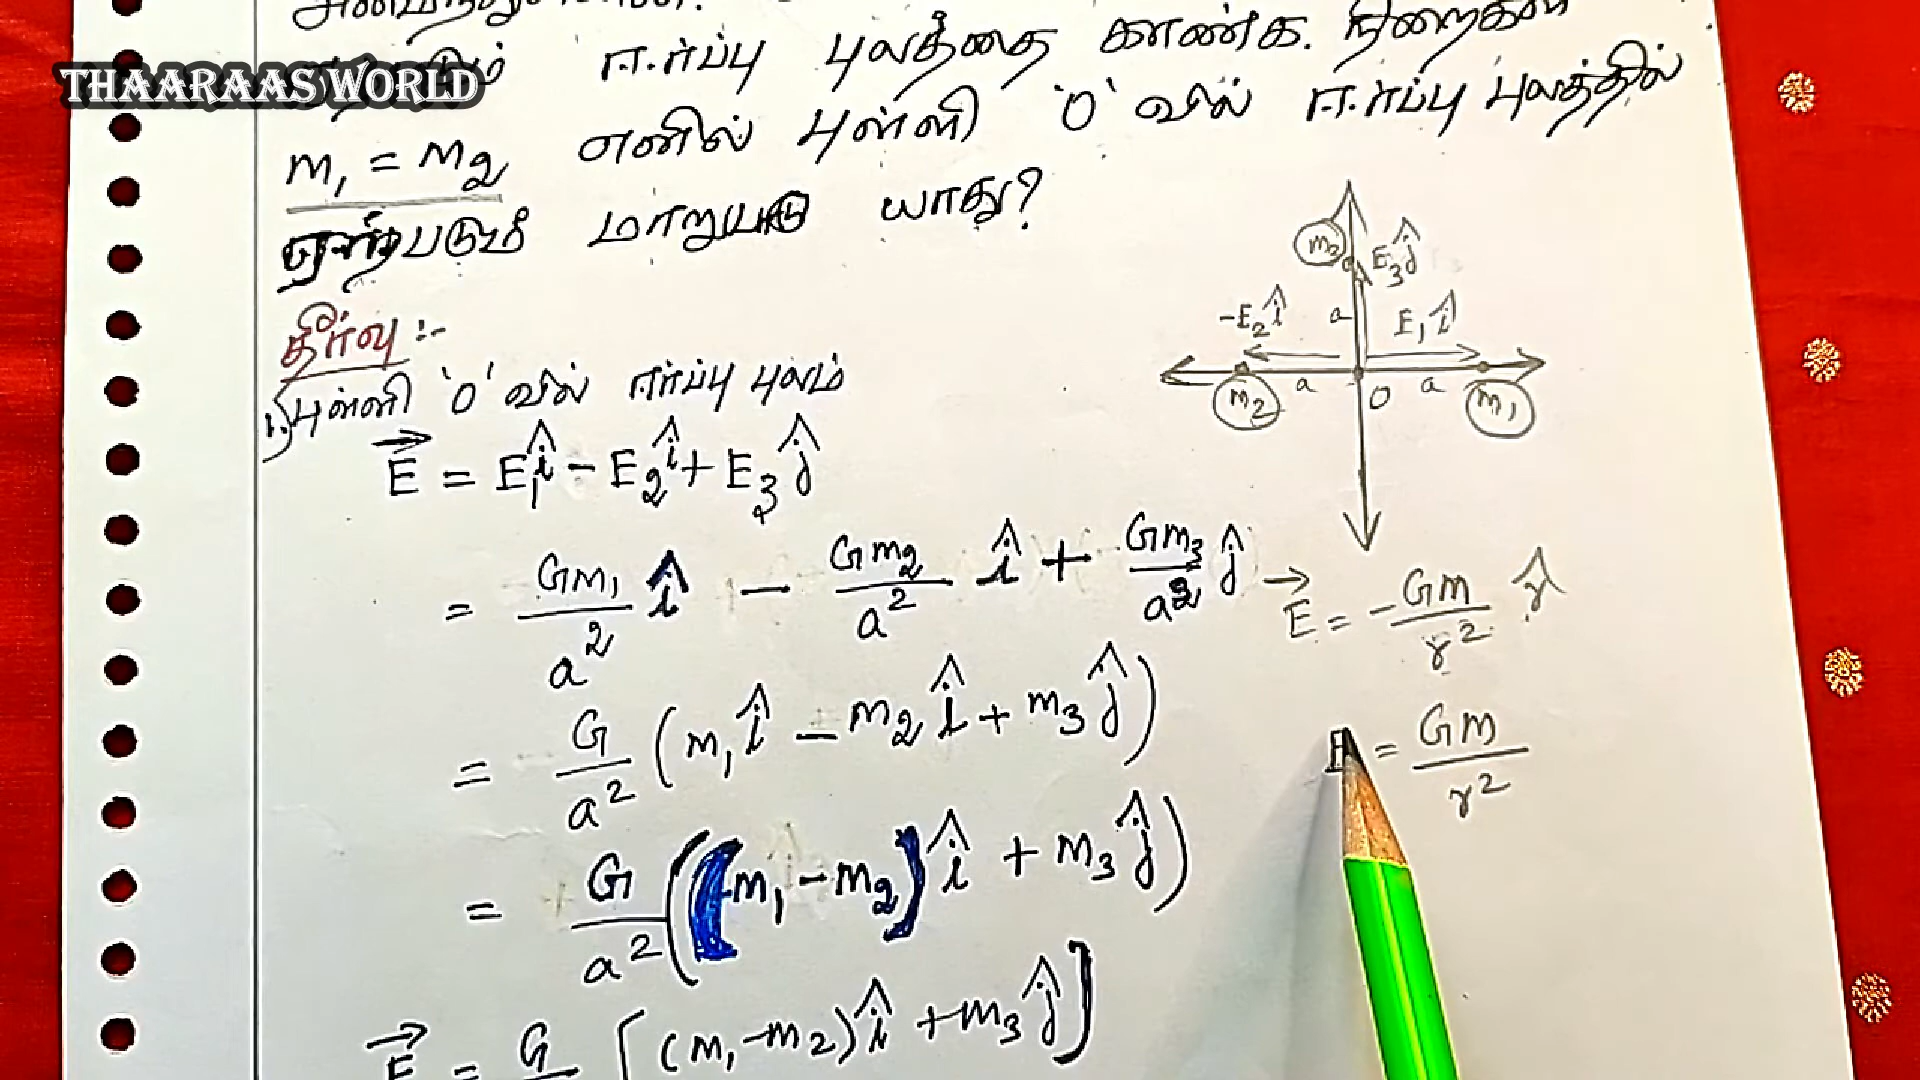 THAARAAS WORLD
ஈர்ப்பு புலத்தை காண்க. நிறைகள்
m₁ = m₂ எனில் புள்ளி 'O' வில் ஈர்ப்பு புலத்தில்
ஏற்படும் மாறுபாடு யாது?
தீர்வு :-
1.) புள்ளி 'O' வில் ஈர்ப்பு புலம்
E⃗ = E₁î - E₂î + E₃ĵ
= Gm₁/a² î - Gm₂/a² î + Gm₃/a² ĵ
= G/a² (m₁î - m₂î + m₃ĵ)
= G/a² ((m₁ - m₂)î + m₃ĵ)
E⃗ = G [(m₁ - m₂)î + m₃ĵ]
m₃ E₃ĵ
-E₂î a E₁î
a O a
m₂ m₁
E⃗ = - Gm/r² r̂
E = Gm/r²